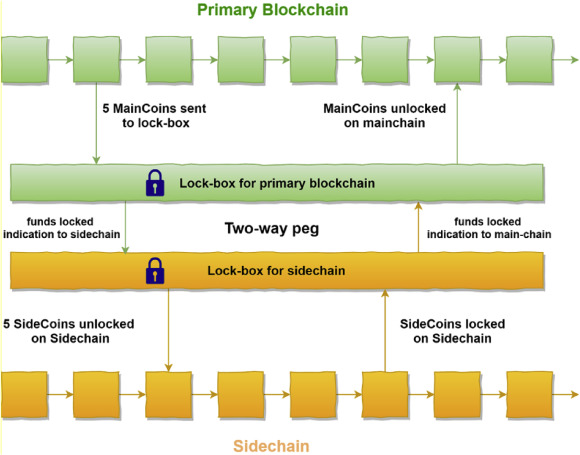 Primary Blockchain
5 MainCoins sent
to lock-box
MainCoins unlocked
on mainchain
Lock-box for primary blockchain
funds locked
indication to sidechain
Two-way peg
funds locked
indication to main-chain
Lock-box for sidechain
5 SideCoins unlocked
on Sidechain
SideCoins locked
on Sidechain
Sidechain